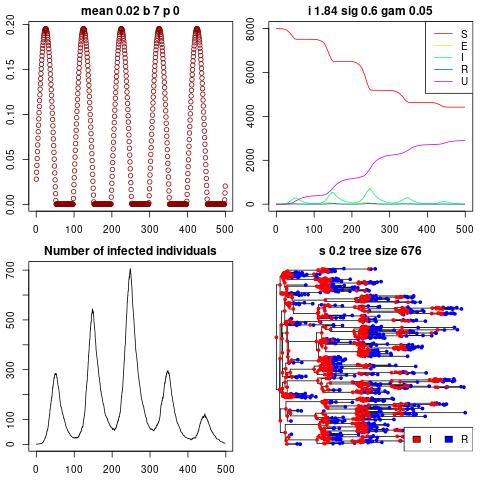 mean 0.02 b 7 p 0
0.20
0.15
0.10
0.05
0.00
0 100 200 300 400 500
i 1.84 sig 0.6 gam 0.05
8000
6000
4000
2000
0
0 100 200 300 400 500
S
E
I
R
U
Number of infected individuals
700
500
300
100
0
0 100 200 300 400 500
s 0.2 tree size 676
I R